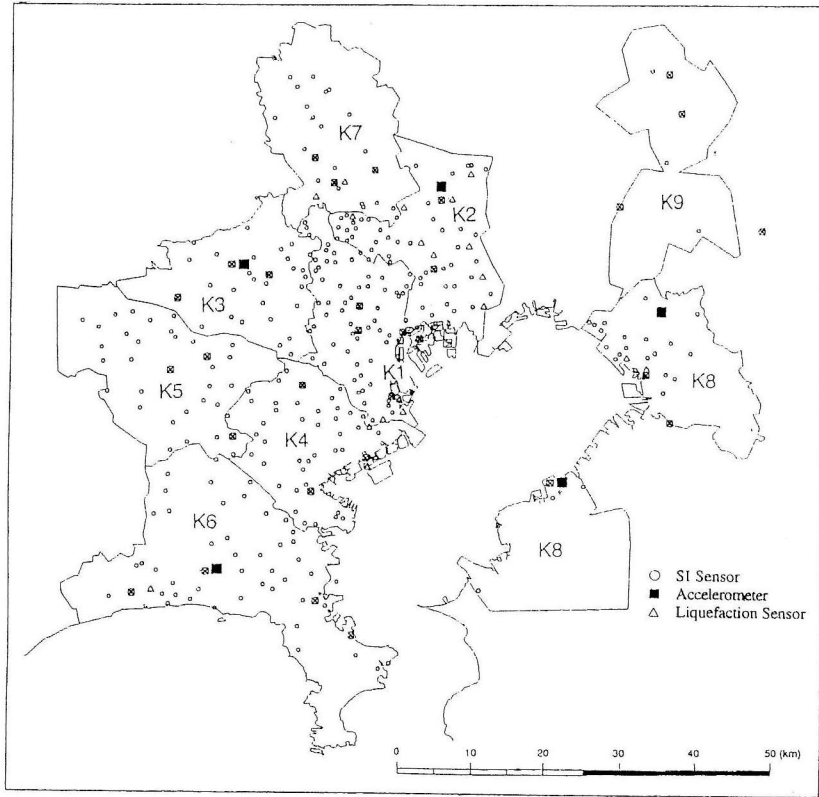 K7
K2
K9
K3
K8
K5
K1
K4
K6
K8
SI Sensor
Accelerometer
Liquefaction Sensor
0 10 20 30 40 50 (km)